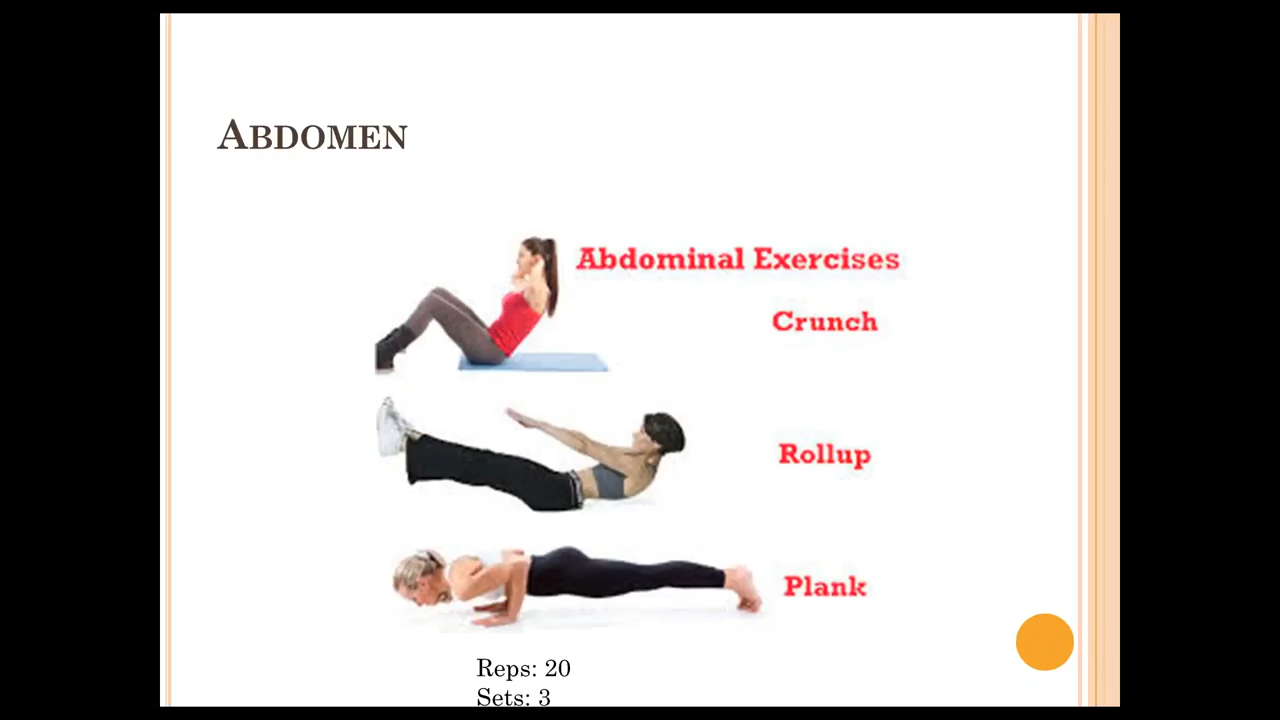 ABDOMEN
Abdominal Exercises
Crunch
Rollup
Plank
Reps: 20
Sets: 3